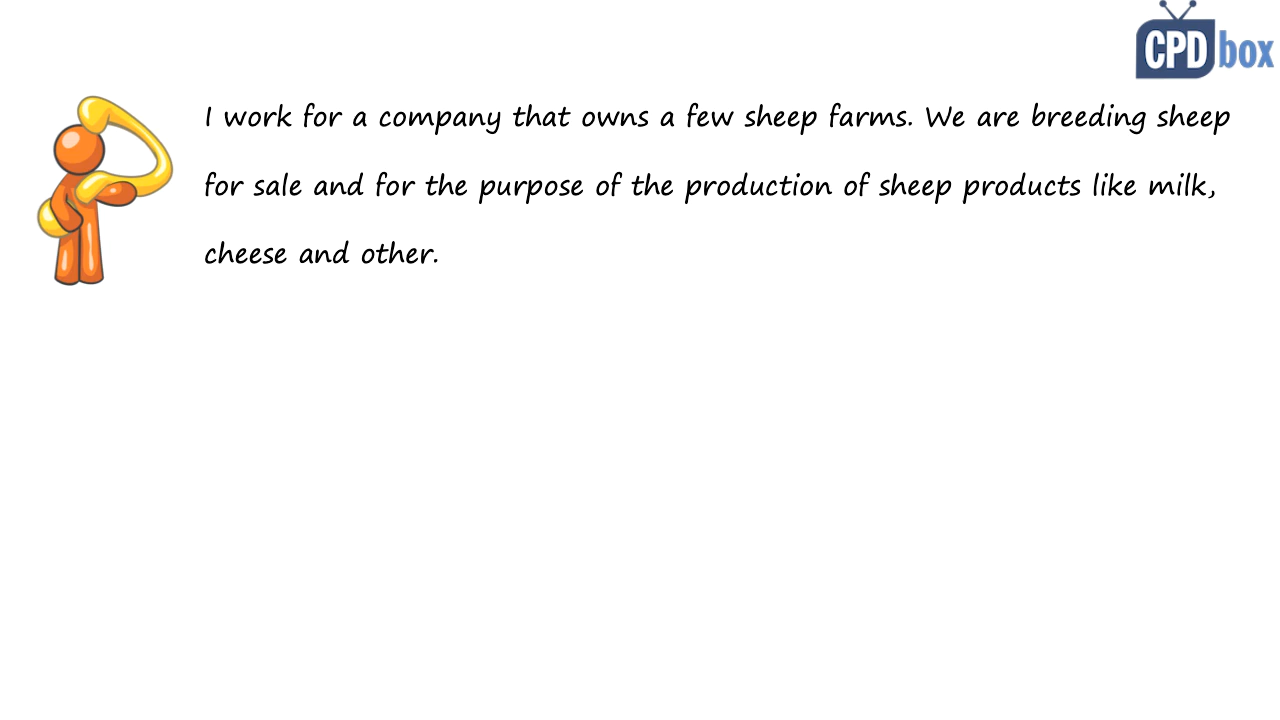 CPD box
I work for a company that owns a few sheep farms. We are breeding sheep
for sale and for the purpose of the production of sheep products like milk,
cheese and other.